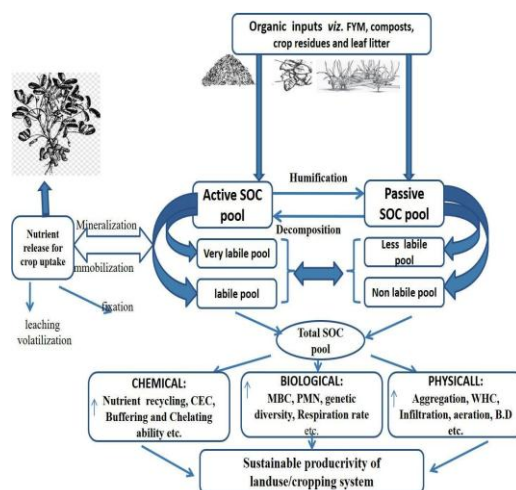 Organic inputs viz. FYM, composts,
crop residues and leaf litter
Humification
Active SOC
pool
Passive SOC
pool
Decomposition
Mineralization
Nutrient
release for
crop uptake
mmobilization
Very labile pool
Less labile
pool
labile pool
Non labile pool
fixation
leaching
volatilization
Total SOC
pool
CHEMICAL:
Nutrient recycling, CEC,
Buffering and Chelating
ability etc.
BIOLOGICAL:
MBC, PMN, genetic
diversity, Respiration rate
etc.
PHYSICALL:
Aggregation, WHC,
Infiltration, aeration, B.D
etc.
Sustainable producrivity of
landuse/cropping system